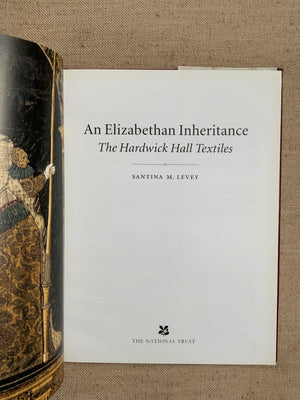 An Elizabethan Inheritance
The Hardwick Hall Textiles
SANTINA M. LEVEY
THE NATIONAL TRUST